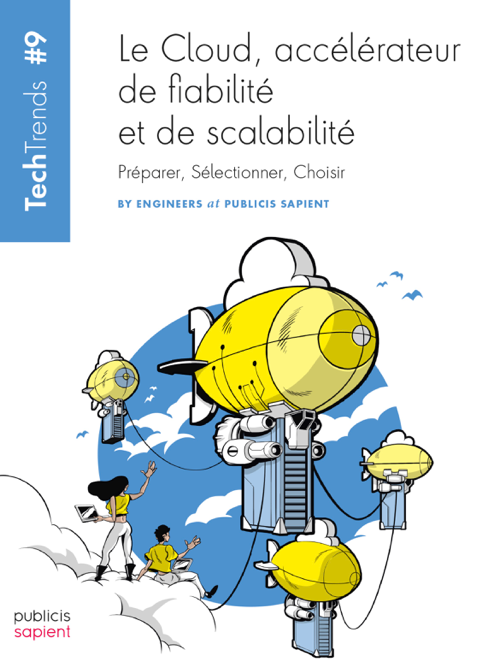 TechTrends #9
Le Cloud, accélérateur
de fiabilité
et de scalabilité
Préparer, Sélectionner, Choisir
BY ENGINEERS at PUBLICIS SAPIENT
publicis
sapient